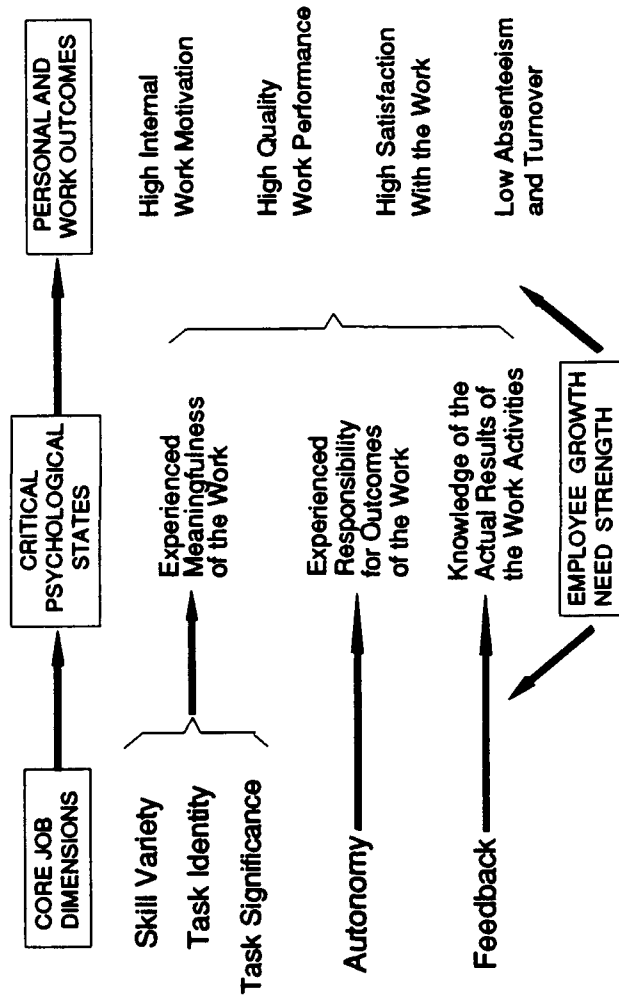 CORE JOB
DIMENSIONS
CRITICAL
PSYCHOLOGICAL
STATES
PERSONAL AND
WORK OUTCOMES
Skill Variety
Task Identity
Task Significance
Experienced
Meaningfulness
of the Work
High Internal
Work Motivation
High Quality
Work Performance
Autonomy
Experienced
Responsibility
for Outcomes
of the Work
High Satisfaction
With the Work
Feedback
Knowledge of the
Actual Results of
the Work Activities
Low Absenteeism
and Turnover
EMPLOYEE GROWTH
NEED STRENGTH